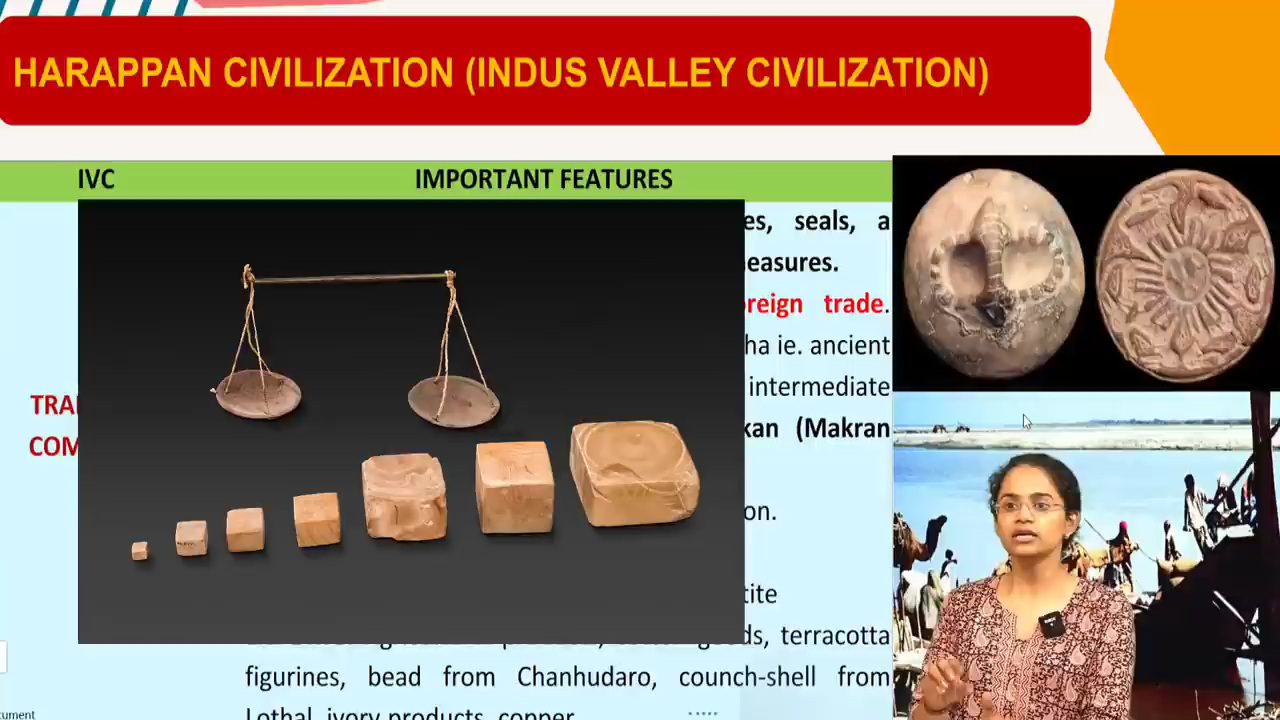 HARAPPAN CIVILIZATION (INDUS VALLEY CIVILIZATION)
IVC IMPORTANT FEATURES
es, seals, a
easures.
reign trade.
ha ie. ancient
intermediate
TRA
kan (Makran
COM
on.
tite
ds, terracotta
figurines, bead from Chanhudaro, counch-shell from
Lothal, ivory products, copper
cument